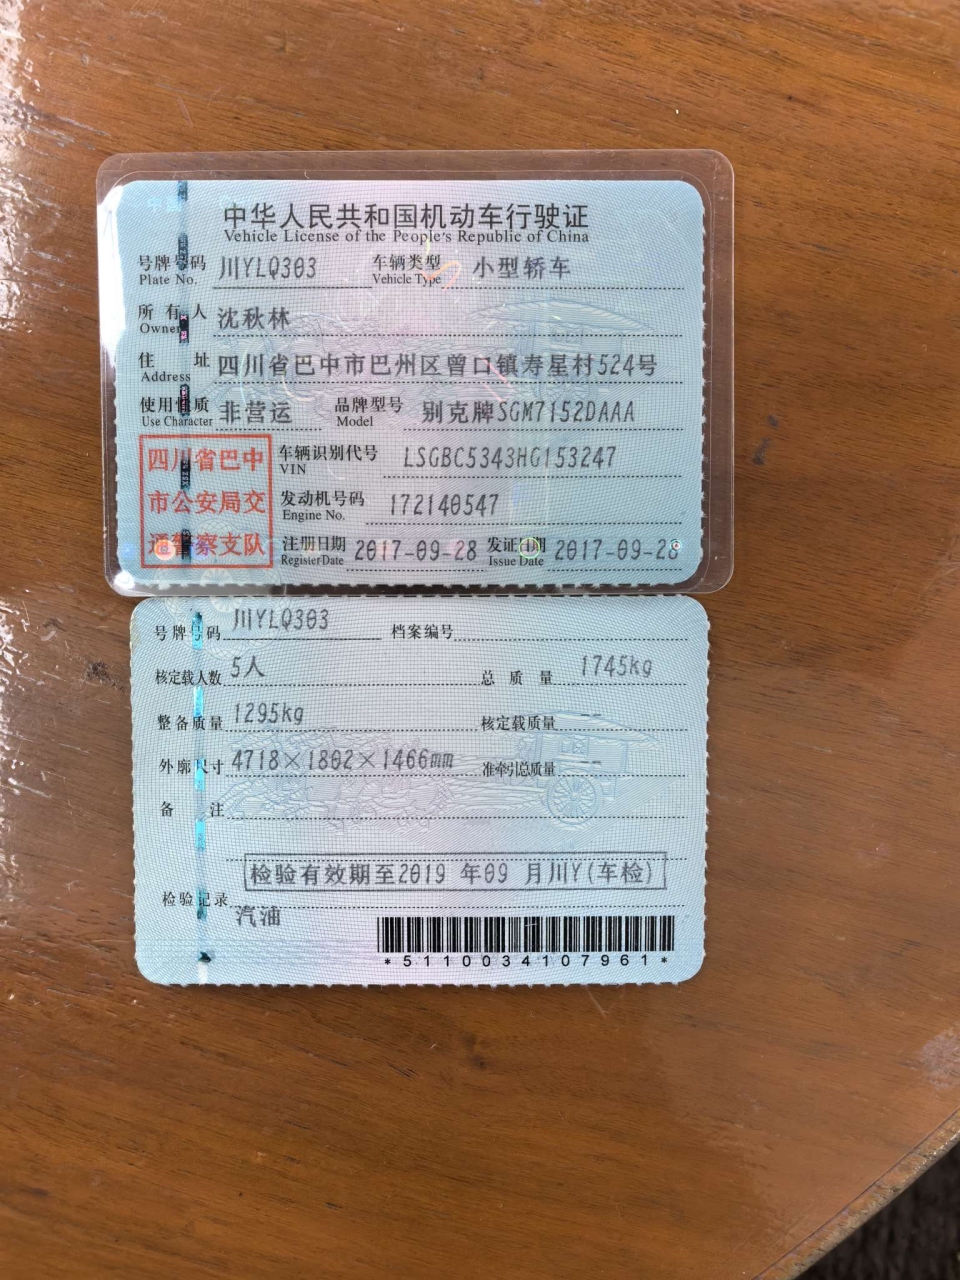 中华人民共和国机动车行驶证
Vehicle License of the People's Republic of China
号牌号码 川YLQ303 车辆类型 小型轿车
Plate No. Vehicle Type
所有人 沈秋林
Owner
住址 四川省巴中市巴州区曾口镇寿星村524号
Address
使用性质 非营运 品牌型号 别克牌SGM7152DAAA
Use Character Model
四川省巴中
市公安局交
通警察支队
车辆识别代号 LSGBC5343HG153247
VIN
发动机号码 172140547
Engine No.
注册日期 2017-09-28 发证日期 2017-09-28
Register Date Issue Date
号牌号码 川YLQ303 档案编号
核定载人数 5人 总质量 1745kg
整备质量 1295kg 核定载质量 --
外廓尺寸 4718×1802×1466mm 准牵引总质量 --
备注
检验有效期至2019 年09 月川Y(车检)
检验记录
汽油
*5110034107961*